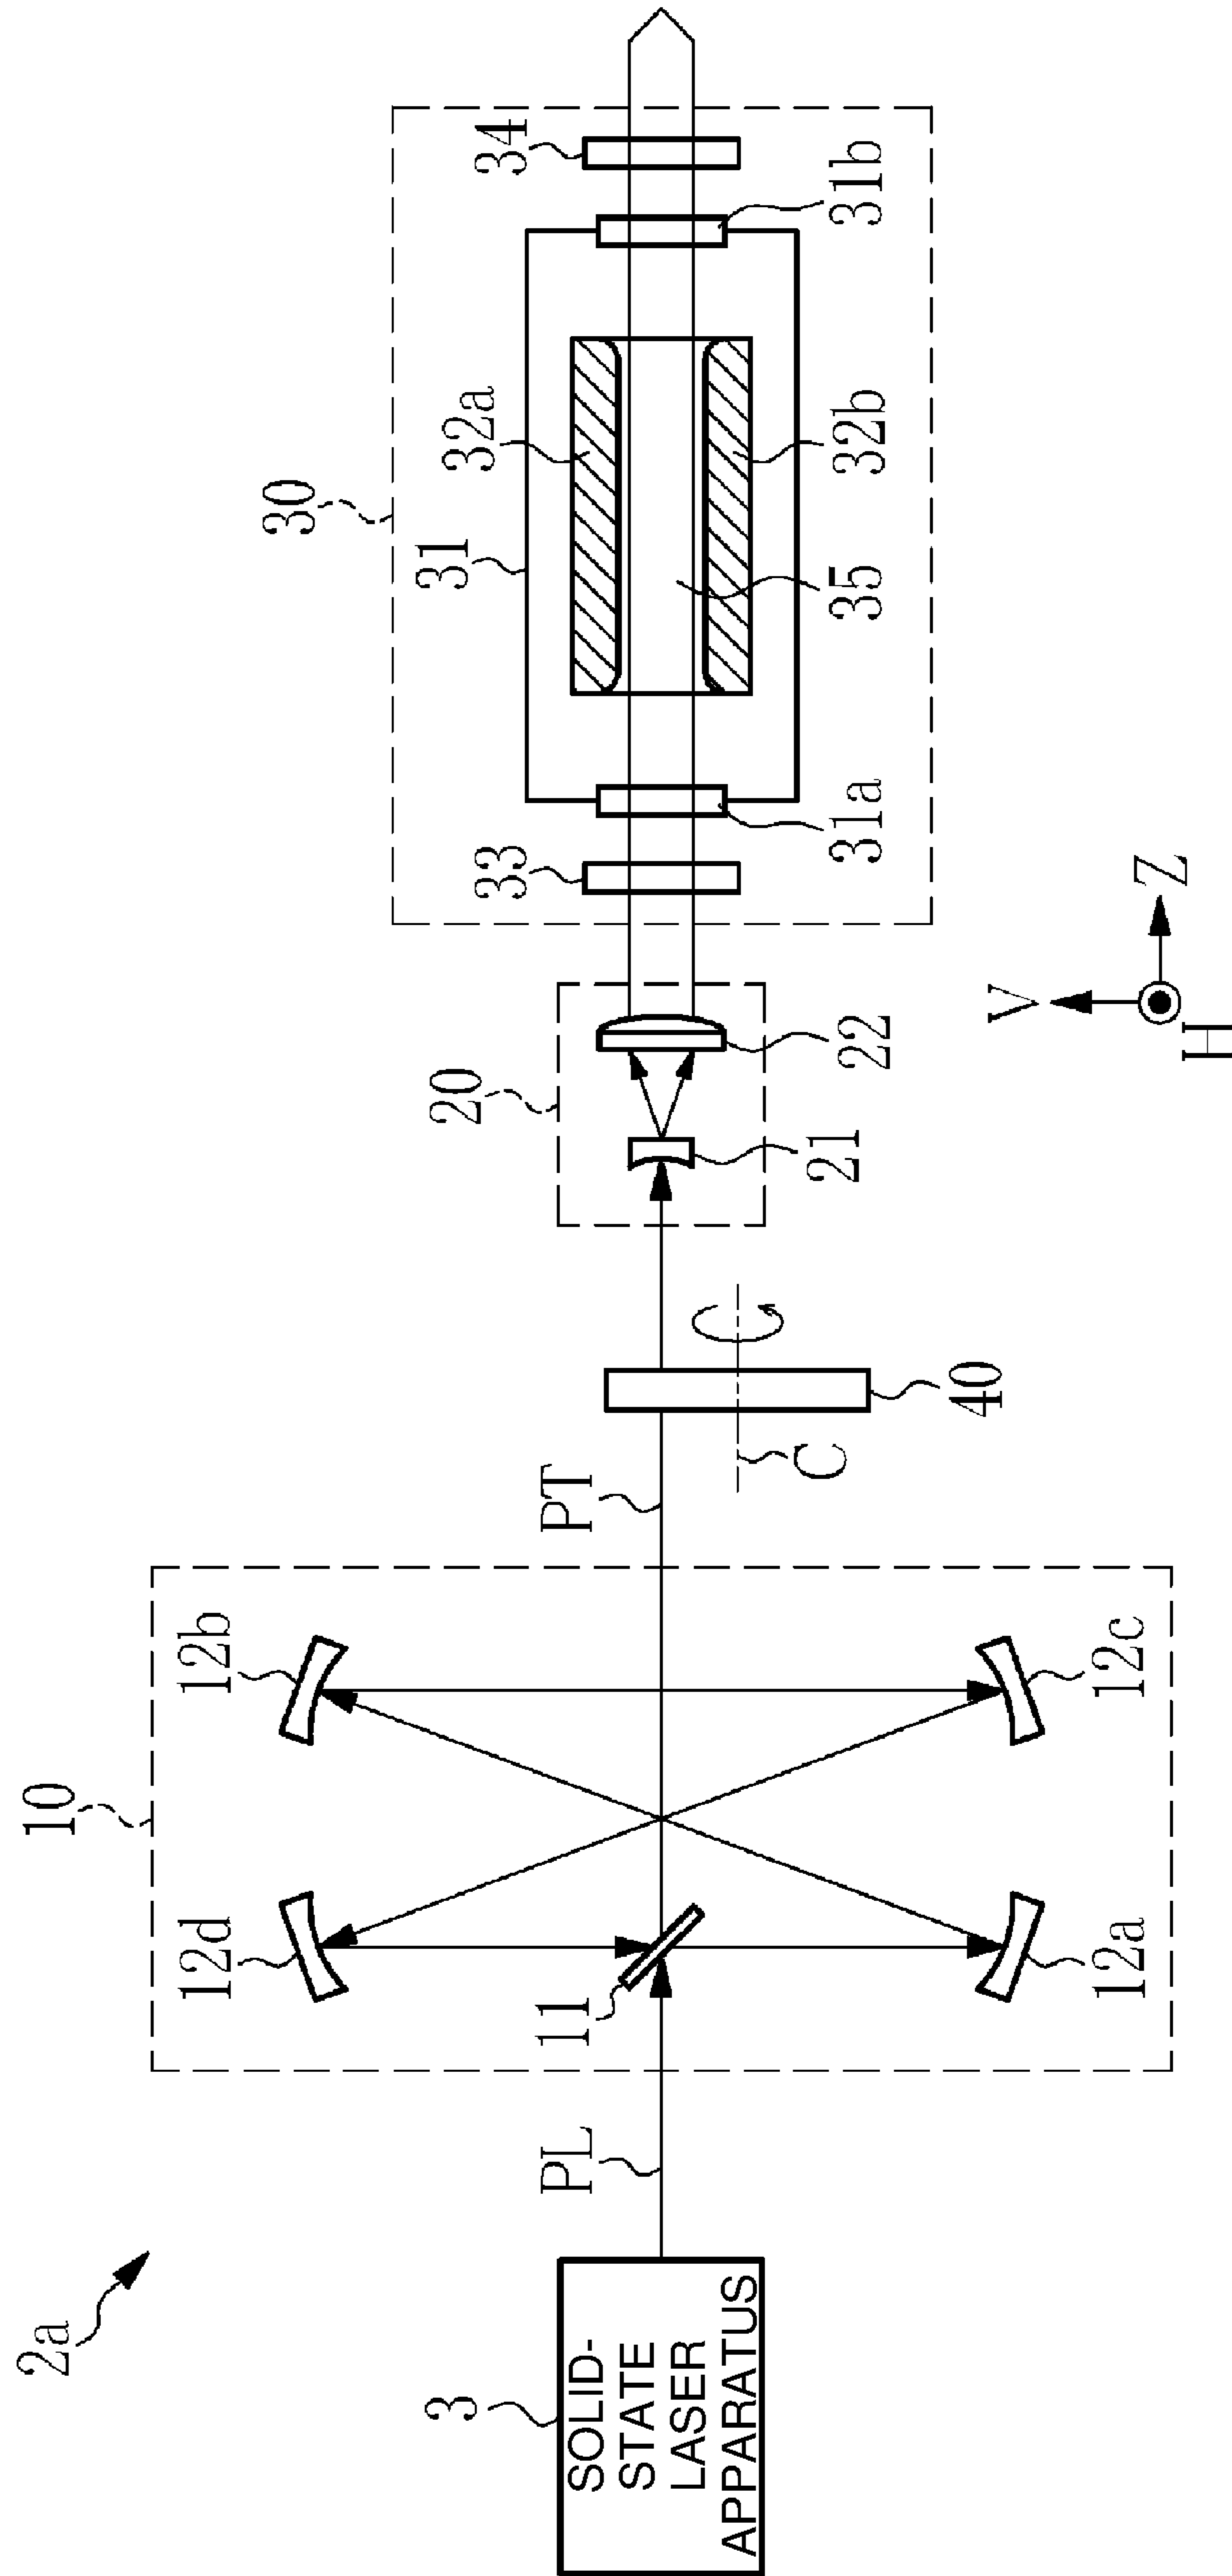 2a
3
SOLID-
STATE
LASER
APPARATUS
PL
10
12d
12b
11
12a
12c
PT
C
40
20
21
22
30
33
34
31
32a
31a
35
32b
31b
V
Z
H